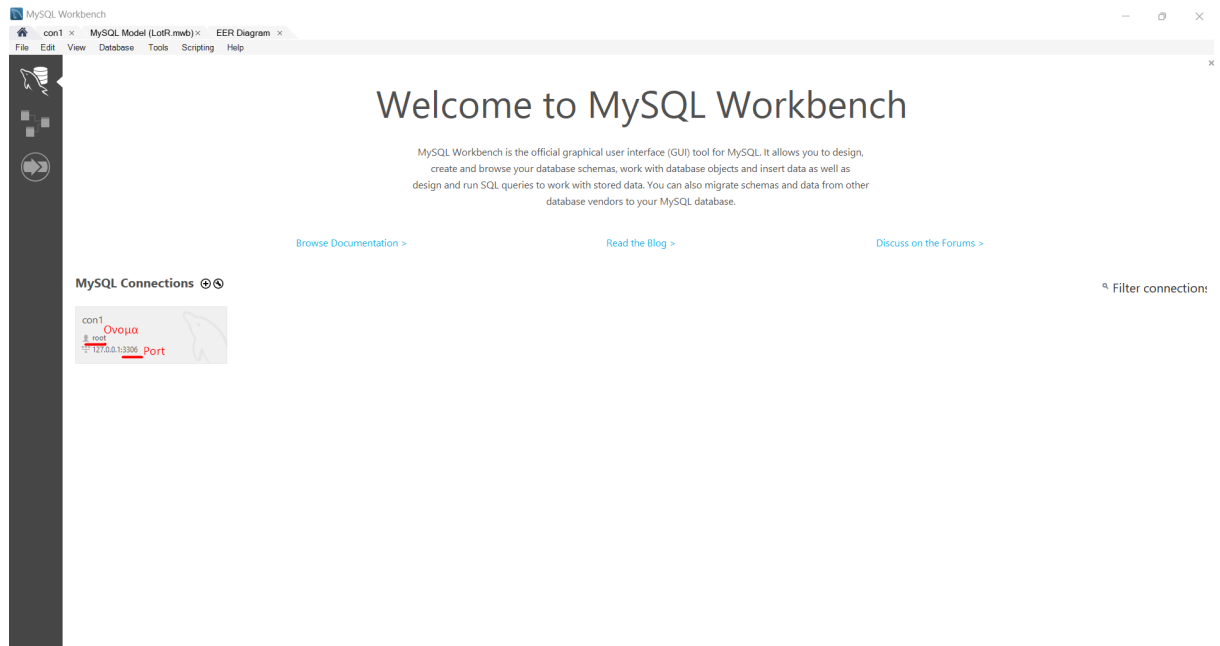 MySQL Workbench
con1 × MySQL Model (LotR.mwb) × EER Diagram ×
File Edit View Database Tools Scripting Help
Welcome to MySQL Workbench
MySQL Workbench is the official graphical user interface (GUI) tool for MySQL. It allows you to design,
create and browse your database schemas, work with database objects and insert data as well as
design and run SQL queries to work with stored data. You can also migrate schemas and data from other
database vendors to your MySQL database.
Browse Documentation > Read the Blog > Discuss on the Forums >
MySQL Connections Filter connections
con1
Ονομα
root
127.0.0.1:3306 Port